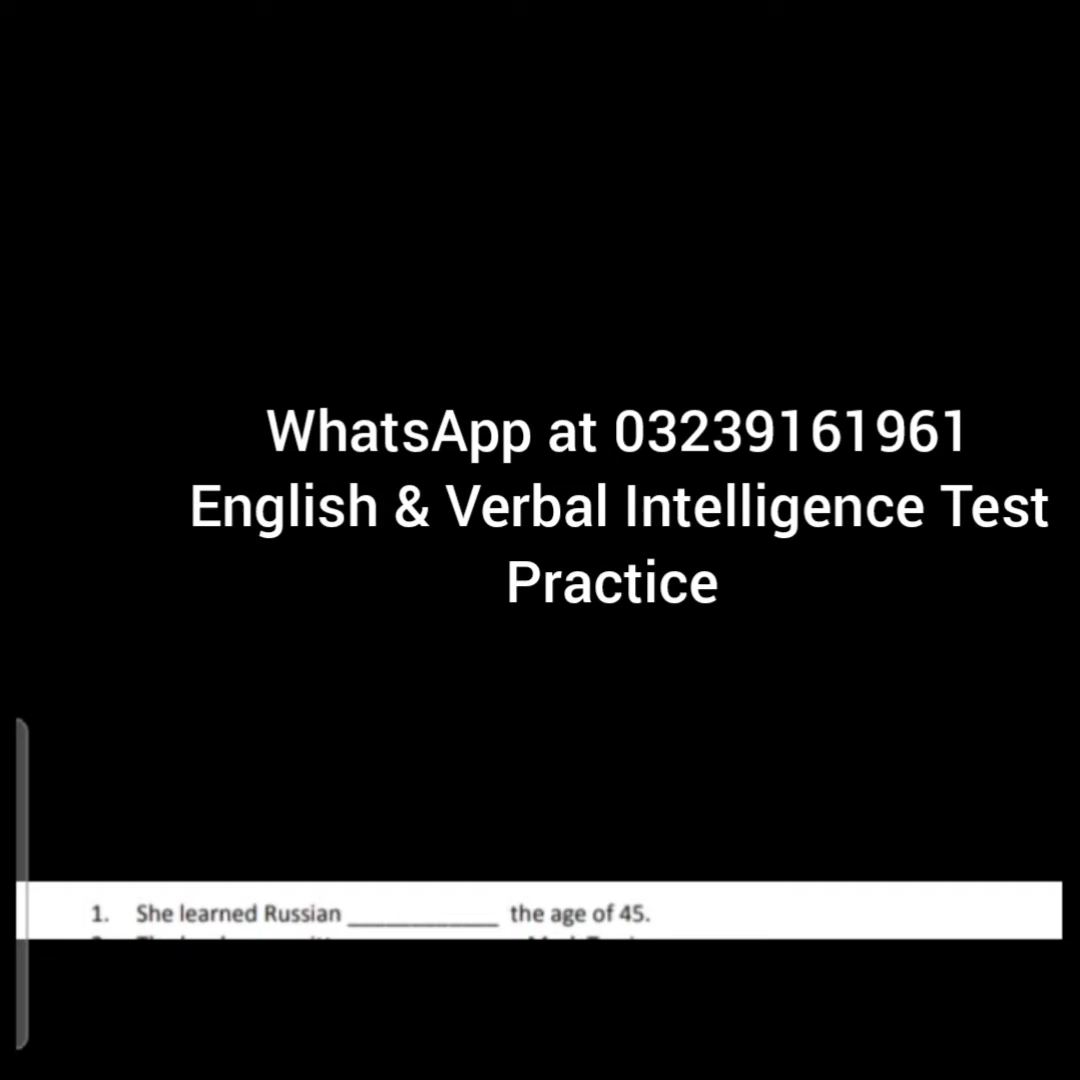 WhatsApp at 03239161961
English & Verbal Intelligence Test
Practice
1. She learned Russian ____________ the age of 45.